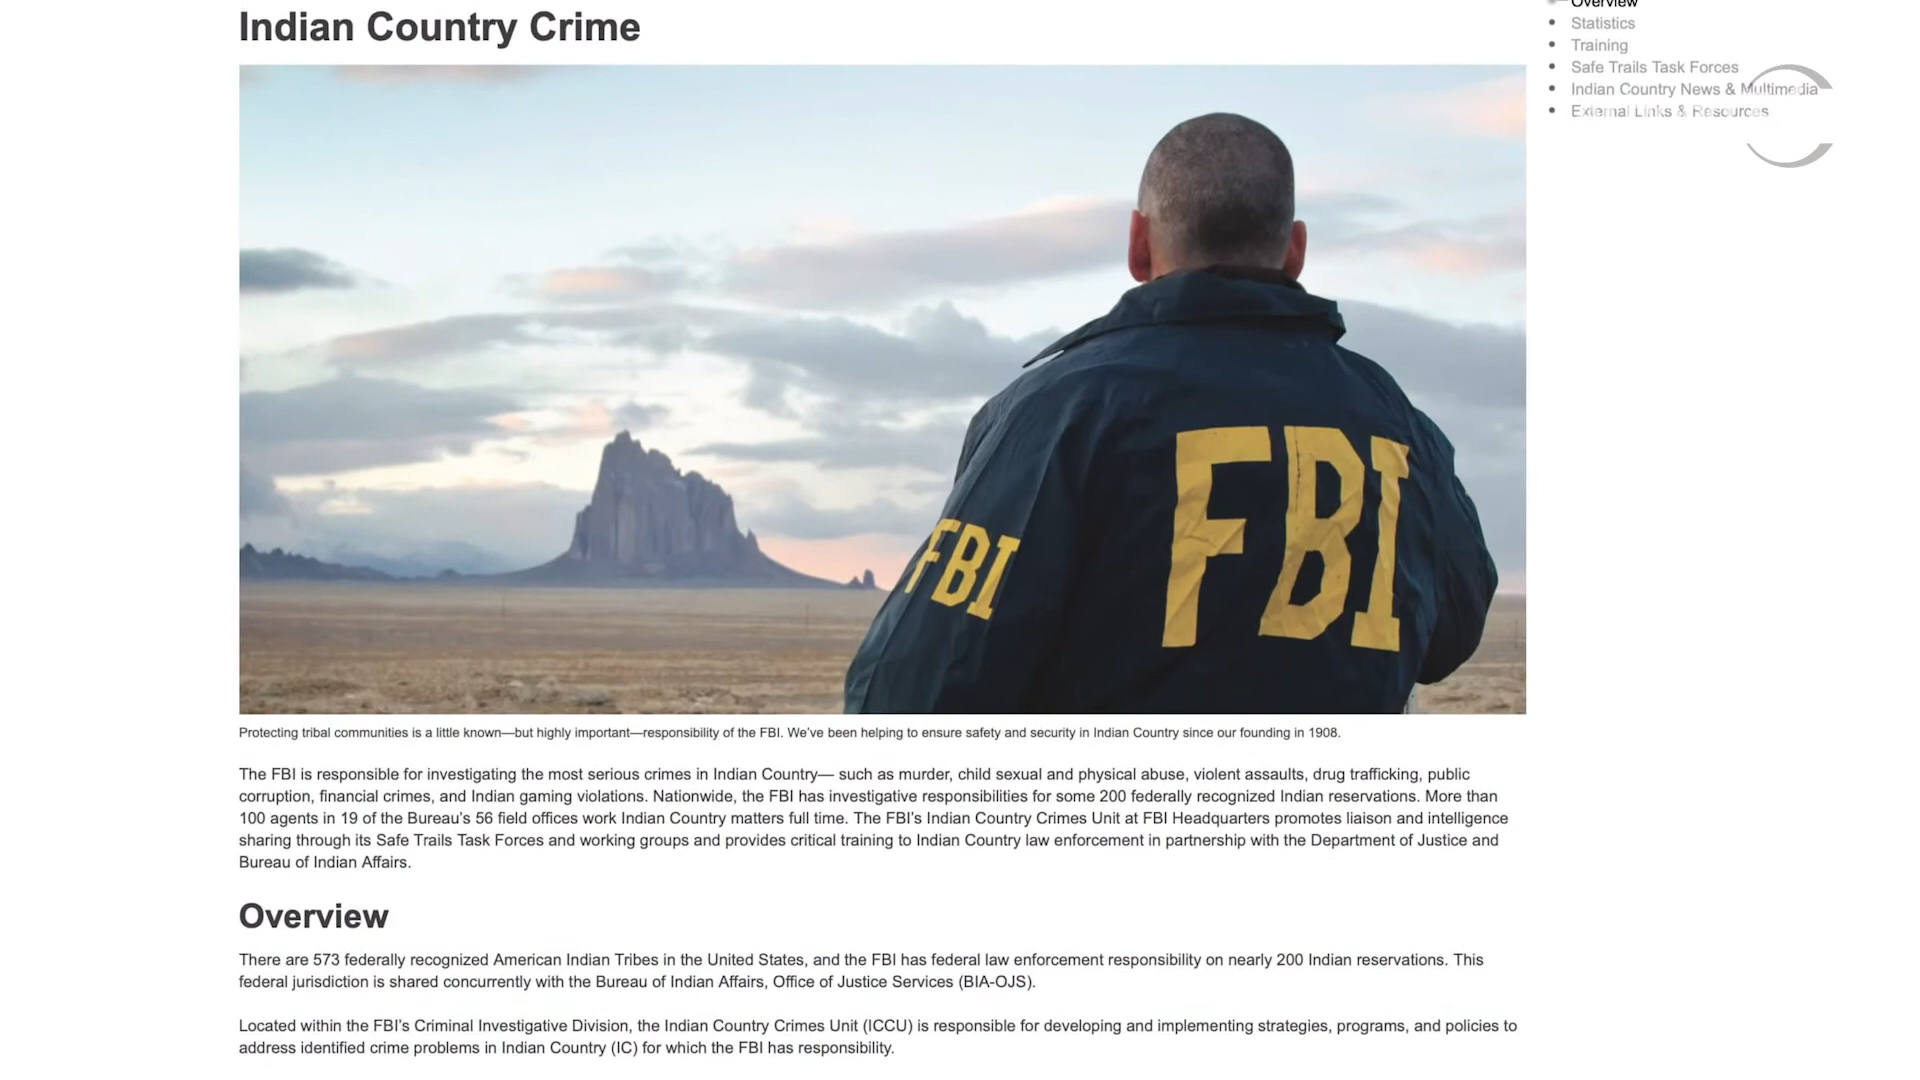 Indian Country Crime
Overview
Statistics
Training
Safe Trails Task Forces
Indian Country News & Multimedia
External Links & Resources
FBI
FBI
Protecting tribal communities is a little known—but highly important—responsibility of the FBI. We've been helping to ensure safety and security in Indian Country since our founding in 1908.
The FBI is responsible for investigating the most serious crimes in Indian Country— such as murder, child sexual and physical abuse, violent assaults, drug trafficking, public
corruption, financial crimes, and Indian gaming violations. Nationwide, the FBI has investigative responsibilities for some 200 federally recognized Indian reservations. More than
100 agents in 19 of the Bureau's 56 field offices work Indian Country matters full time. The FBI's Indian Country Crimes Unit at FBI Headquarters promotes liaison and intelligence
sharing through its Safe Trails Task Forces and working groups and provides critical training to Indian Country law enforcement in partnership with the Department of Justice and
Bureau of Indian Affairs.
Overview
There are 573 federally recognized American Indian Tribes in the United States, and the FBI has federal law enforcement responsibility on nearly 200 Indian reservations. This
federal jurisdiction is shared concurrently with the Bureau of Indian Affairs, Office of Justice Services (BIA-OJS).
Located within the FBI's Criminal Investigative Division, the Indian Country Crimes Unit (ICCU) is responsible for developing and implementing strategies, programs, and policies to
address identified crime problems in Indian Country (IC) for which the FBI has responsibility.